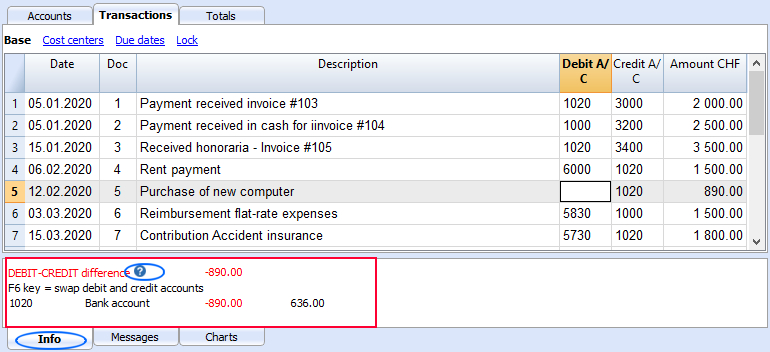 Accounts Transactions Totals
Base Cost centers Due dates Lock
Date Doc Description Debit A/C Credit A/C Amount CHF
1 05.01.2020 1 Payment received invoice #103 1020 3000 2 000.00
2 05.01.2020 2 Payment received in cash for iinvoice #104 1000 3200 2 500.00
3 15.01.2020 3 Received honoraria - Invoice #105 1020 3400 3 500.00
4 06.02.2020 4 Rent payment 6000 1020 1 500.00
5 12.02.2020 5 Purchase of new computer 1020 890.00
6 03.03.2020 6 Reimbursement flat-rate expenses 5830 1000 1 500.00
7 15.03.2020 7 Contribution Accident insurance 5730 1020 1 800.00
DEBIT-CREDIT difference ? -890.00
F6 key = swap debit and credit accounts
1020 Bank account -890.00 636.00
Info Messages Charts